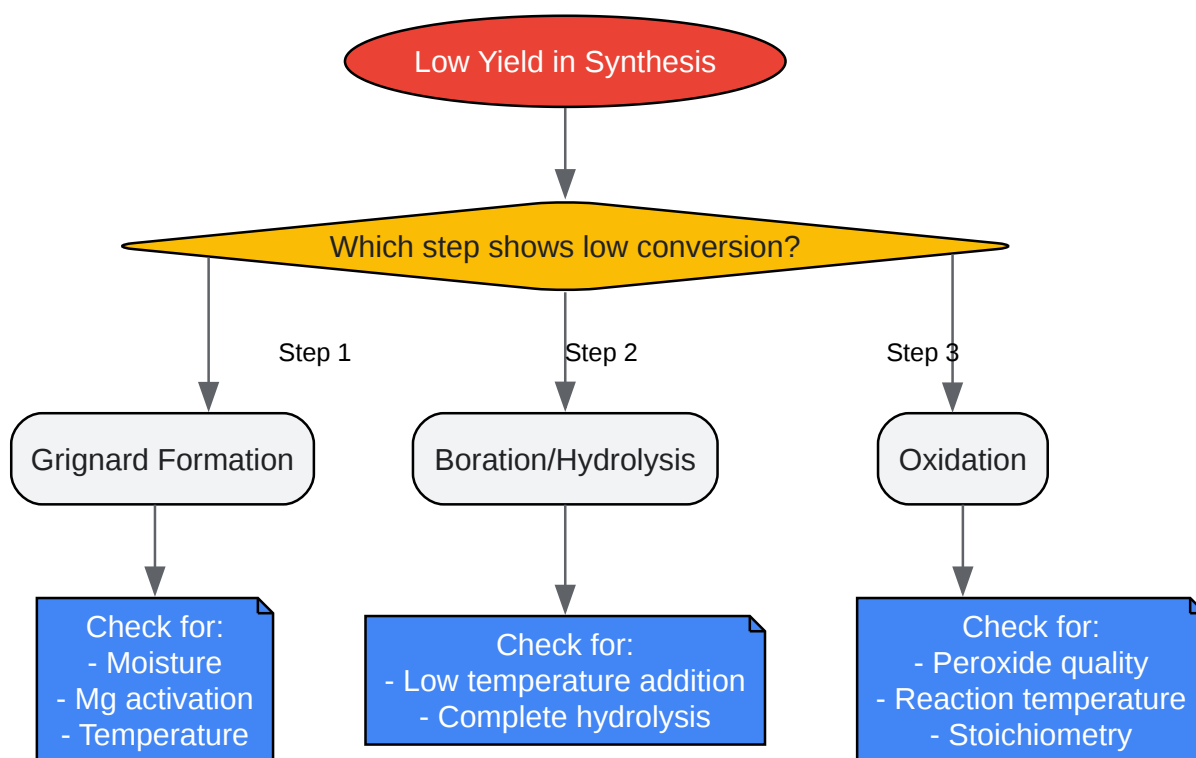 Low Yield in Synthesis
Which step shows low conversion?
Step 1
Step 2
Step 3
Grignard Formation
Boration/Hydrolysis
Oxidation
Check for:
- Moisture
- Mg activation
- Temperature
Check for:
- Low temperature addition
- Complete hydrolysis
Check for:
- Peroxide quality
- Reaction temperature
- Stoichiometry